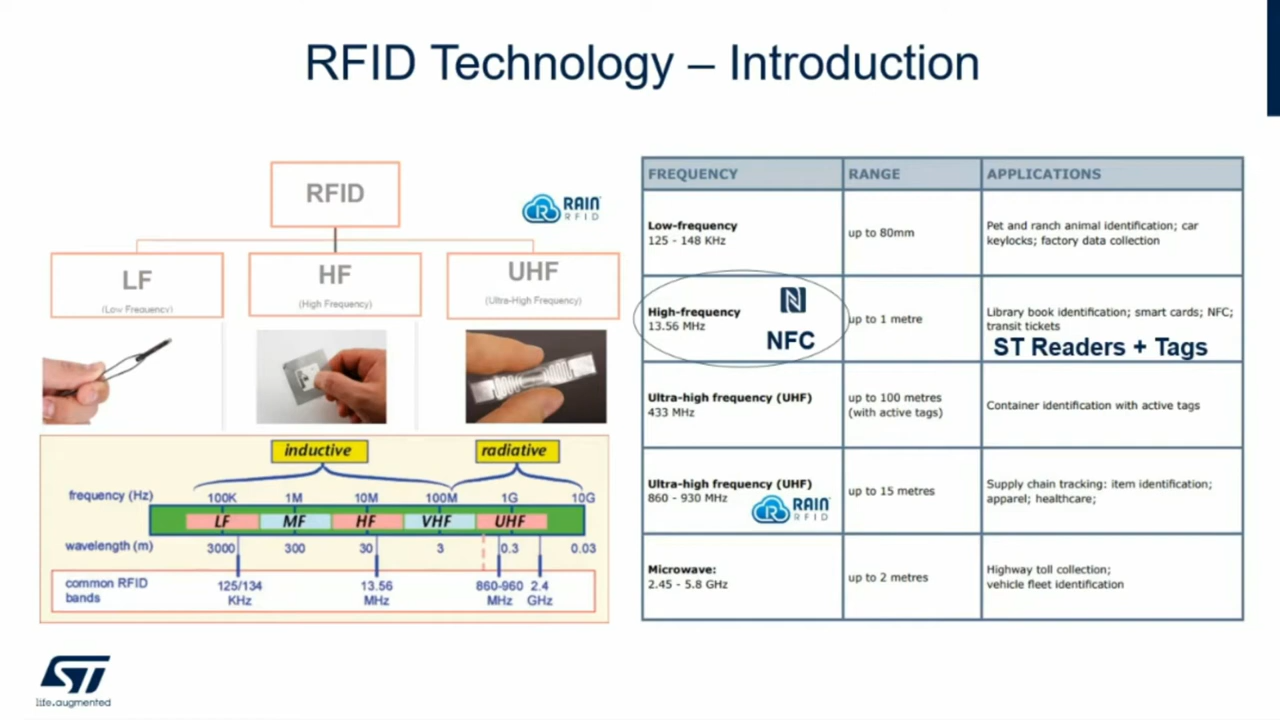 RFID Technology – Introduction
RFID
RAIN
RFID
LF
(Low Frequency)
HF
(High Frequency)
UHF
(Ultra-High Frequency)
inductive
radiative
frequency (Hz)
100K 1M 10M 100M 1G 10G
LF MF HF VHF UHF
wavelength (m)
3000 300 30 3 0.3 0.03
common RFID
bands
125/134
KHz
13.56
MHz
860-960
MHz
2.4
GHz
FREQUENCY RANGE APPLICATIONS
Low-frequency
125 - 148 KHz
up to 80mm
Pet and ranch animal identification; car
keylocks; factory data collection
High-frequency
13.56 MHz
NFC
up to 1 metre
Library book identification; smart cards; NFC;
transit tickets
ST Readers + Tags
Ultra-high frequency (UHF)
433 MHz
up to 100 metres
(with active tags)
Container identification with active tags
Ultra-high frequency (UHF)
860 - 930 MHz
RAIN
RFID
up to 15 metres
Supply chain tracking: item identification;
apparel; healthcare;
Microwave:
2.45 - 5.8 GHz
up to 2 metres
Highway toll collection;
vehicle fleet identification
ST
life.augmented